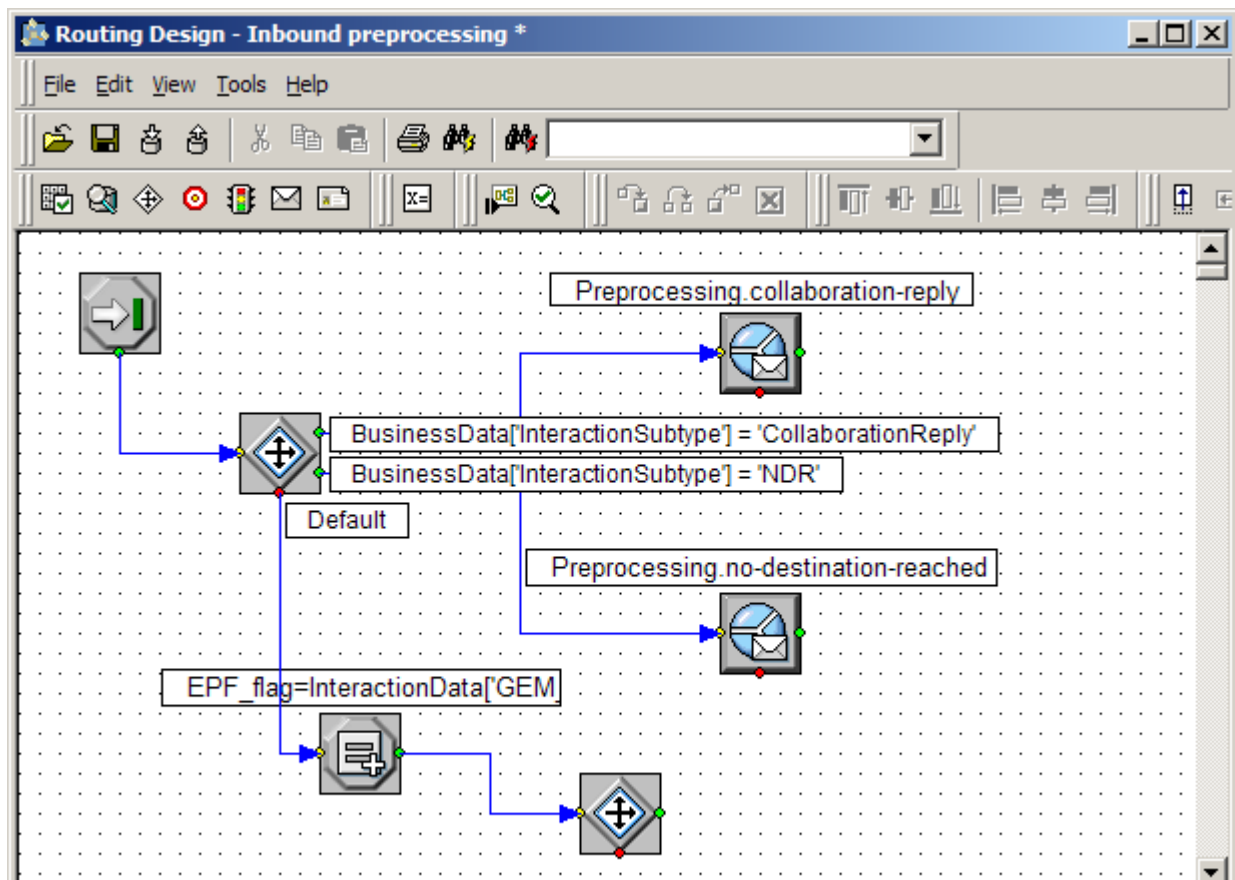 Routing Design - Inbound preprocessing *
File Edit View Tools Help
X=
Preprocessing.collaboration-reply
BusinessData['InteractionSubtype'] = 'CollaborationReply'
BusinessData['InteractionSubtype'] = 'NDR'
Default
Preprocessing.no-destination-reached
EPF_flag=InteractionData['GEM_